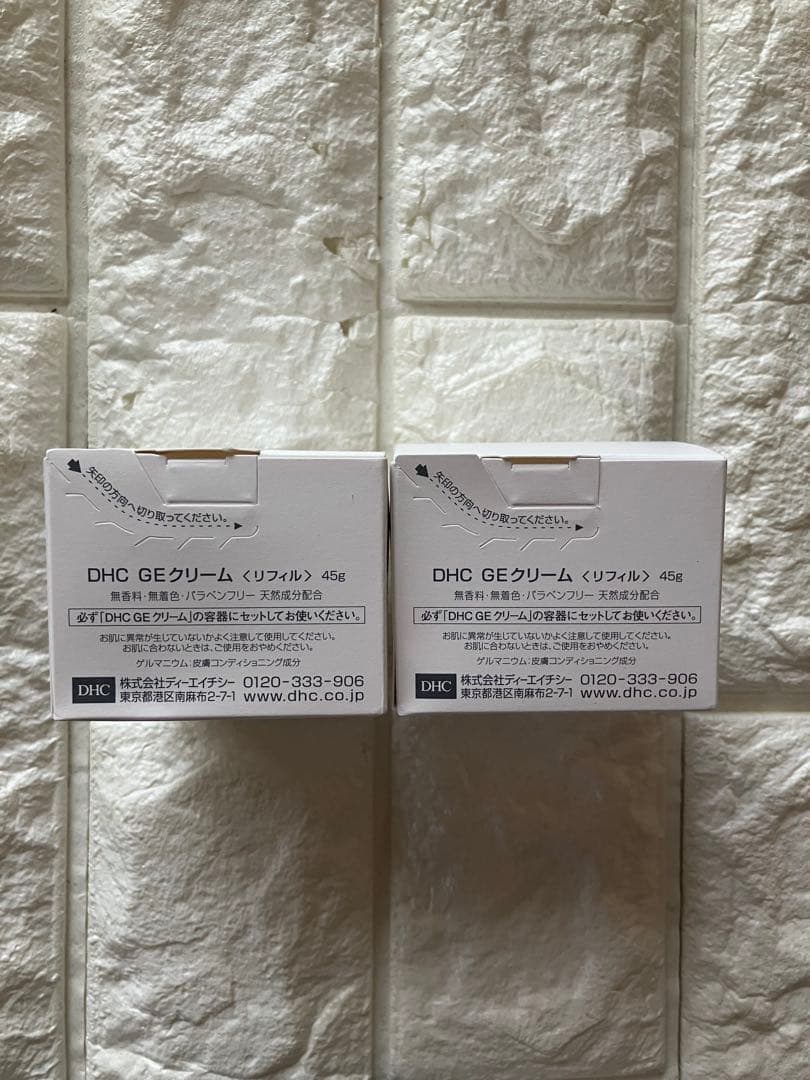 矢印の方向へ切り取ってください。
DHC GEクリーム 〈リフィル〉 45g
無香料・無着色・パラベンフリー 天然成分配合
必ず「DHC GEクリーム」の容器にセットしてお使いください。
お肌に異常が生じていないかよく注意して使用してください。
お肌に合わないときは、ご使用をおやめください。
ゲルマニウム：皮膚コンディショニング成分
DHC 株式会社ディーエイチシー 0120-333-906
東京都港区南麻布2-7-1 www.dhc.co.jp
矢印の方向へ切り取ってください。
DHC GEクリーム 〈リフィル〉 45g
無香料・無着色・パラベンフリー 天然成分配合
必ず「DHC GEクリーム」の容器にセットしてお使いください。
お肌に異常が生じていないかよく注意して使用してください。
お肌に合わないときは、ご使用をおやめください。
ゲルマニウム：皮膚コンディショニング成分
DHC 株式会社ディーエイチシー 0120-333-906
東京都港区南麻布2-7-1 www.dhc.co.jp